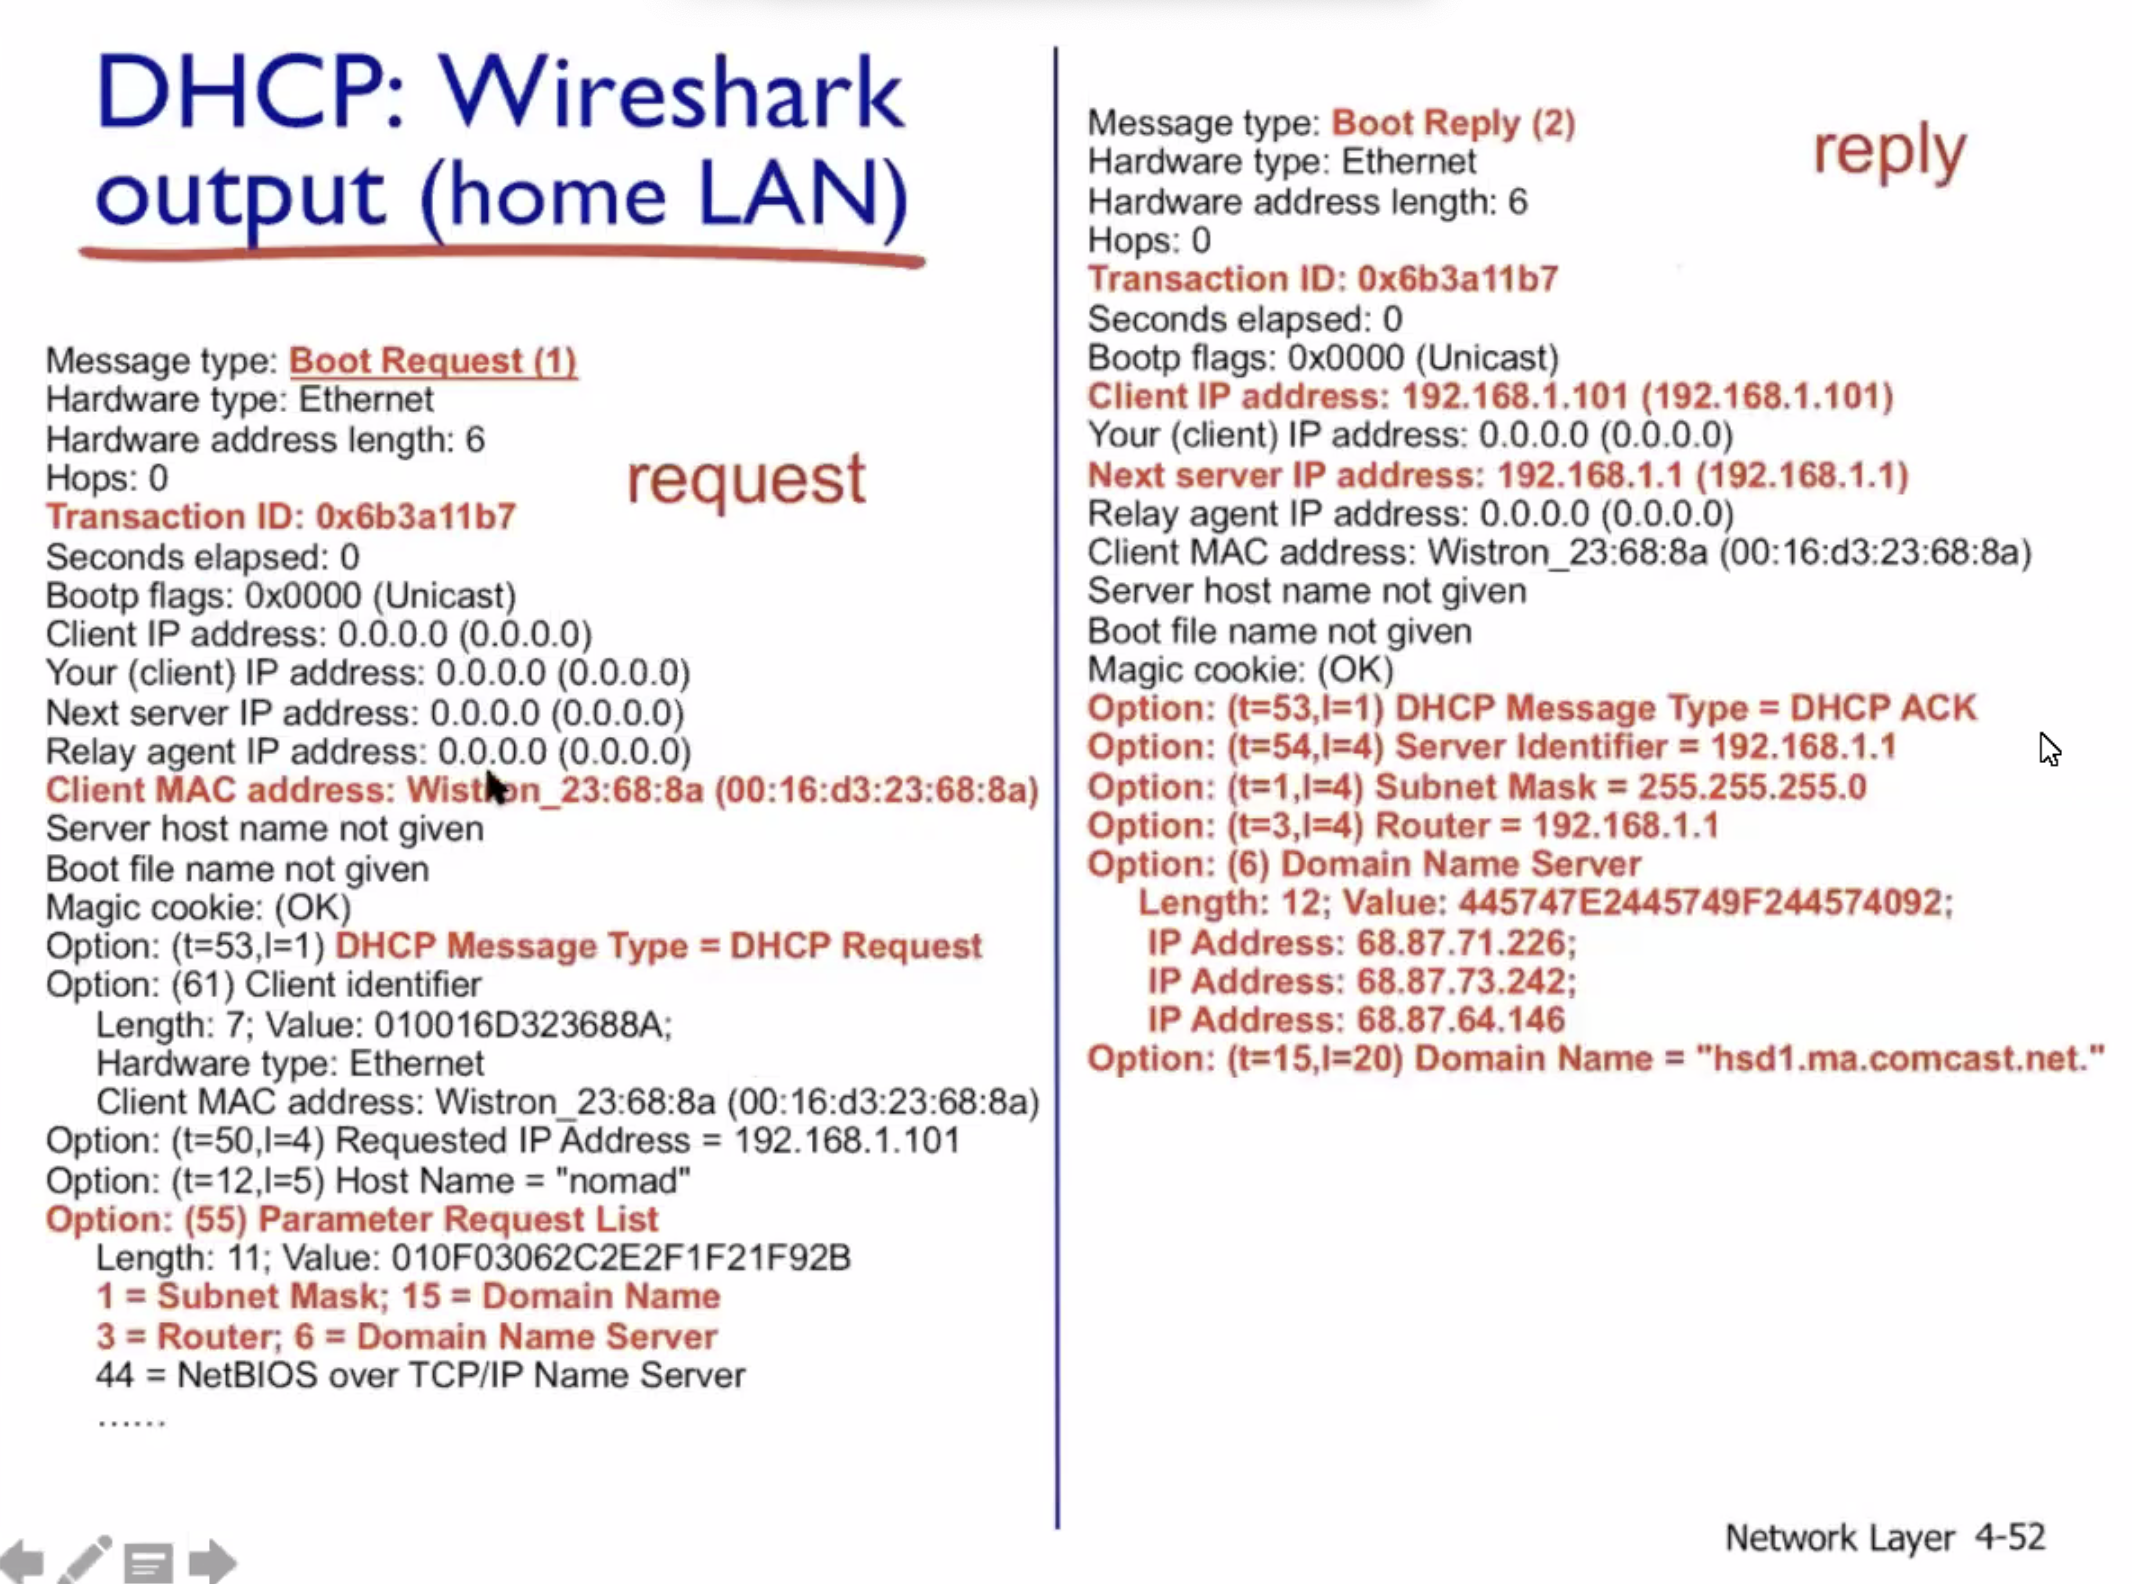 DHCP: Wireshark
output (home LAN)
Message type: Boot Request (1)
Hardware type: Ethernet
Hardware address length: 6
Hops: 0
request
Transaction ID: 0x6b3a11b7
Seconds elapsed: 0
Bootp flags: 0x0000 (Unicast)
Client IP address: 0.0.0.0 (0.0.0.0)
Your (client) IP address: 0.0.0.0 (0.0.0.0)
Next server IP address: 0.0.0.0 (0.0.0.0)
Relay agent IP address: 0.0.0.0 (0.0.0.0)
Client MAC address: Wistron_23:68:8a (00:16:d3:23:68:8a)
Server host name not given
Boot file name not given
Magic cookie: (OK)
Option: (t=53,l=1) DHCP Message Type = DHCP Request
Option: (61) Client identifier
Length: 7; Value: 010016D323688A;
Hardware type: Ethernet
Client MAC address: Wistron_23:68:8a (00:16:d3:23:68:8a)
Option: (t=50,l=4) Requested IP Address = 192.168.1.101
Option: (t=12,l=5) Host Name = "nomad"
Option: (55) Parameter Request List
Length: 11; Value: 010F03062C2E2F1F21F92B
1 = Subnet Mask; 15 = Domain Name
3 = Router; 6 = Domain Name Server
44 = NetBIOS over TCP/IP Name Server
......
Message type: Boot Reply (2)
reply
Hardware type: Ethernet
Hardware address length: 6
Hops: 0
Transaction ID: 0x6b3a11b7
Seconds elapsed: 0
Bootp flags: 0x0000 (Unicast)
Client IP address: 192.168.1.101 (192.168.1.101)
Your (client) IP address: 0.0.0.0 (0.0.0.0)
Next server IP address: 192.168.1.1 (192.168.1.1)
Relay agent IP address: 0.0.0.0 (0.0.0.0)
Client MAC address: Wistron_23:68:8a (00:16:d3:23:68:8a)
Server host name not given
Boot file name not given
Magic cookie: (OK)
Option: (t=53,l=1) DHCP Message Type = DHCP ACK
Option: (t=54,l=4) Server Identifier = 192.168.1.1
Option: (t=1,l=4) Subnet Mask = 255.255.255.0
Option: (t=3,l=4) Router = 192.168.1.1
Option: (6) Domain Name Server
Length: 12; Value: 445747E2445749F244574092;
IP Address: 68.87.71.226;
IP Address: 68.87.73.242;
IP Address: 68.87.64.146
Option: (t=15,l=20) Domain Name = "hsd1.ma.comcast.net."
Network Layer 4-52